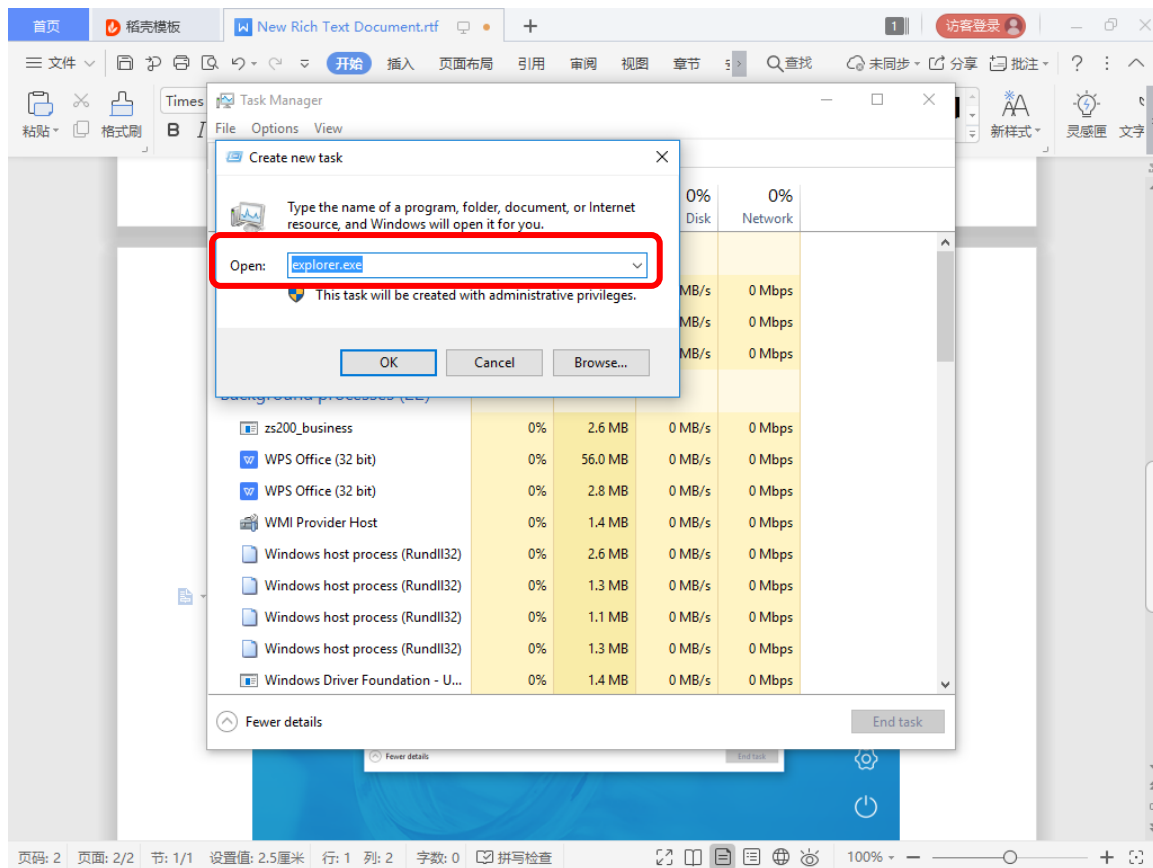 首页 稻壳模板 New Rich Text Document.rtf 1 访客登录
文件 开始 插入 页面布局 引用 审阅 视图 章节 查找 未同步 分享 批注
Times
粘贴 格式刷 B I 新样式 灵感匣 文字
Task Manager
File Options View
Create new task
Type the name of a program, folder, document, or Internet
resource, and Windows will open it for you.
Open: explorer.exe
This task will be created with administrative privileges.
OK Cancel Browse...
0% 0%
Disk Network
MB/s 0 Mbps
MB/s 0 Mbps
MB/s 0 Mbps
Background processes (22)
zs200_business 0% 2.6 MB 0 MB/s 0 Mbps
WPS Office (32 bit) 0% 56.0 MB 0 MB/s 0 Mbps
WPS Office (32 bit) 0% 2.8 MB 0 MB/s 0 Mbps
WMI Provider Host 0% 1.4 MB 0 MB/s 0 Mbps
Windows host process (Rundll32) 0% 2.6 MB 0 MB/s 0 Mbps
Windows host process (Rundll32) 0% 1.3 MB 0 MB/s 0 Mbps
Windows host process (Rundll32) 0% 1.1 MB 0 MB/s 0 Mbps
Windows host process (Rundll32) 0% 1.3 MB 0 MB/s 0 Mbps
Windows Driver Foundation - U... 0% 1.4 MB 0 MB/s 0 Mbps
Fewer details End task
Fewer details End task
页码: 2 页面: 2/2 节: 1/1 设置值: 2.5厘米 行: 1 列: 2 字数: 0 拼写检查 100%